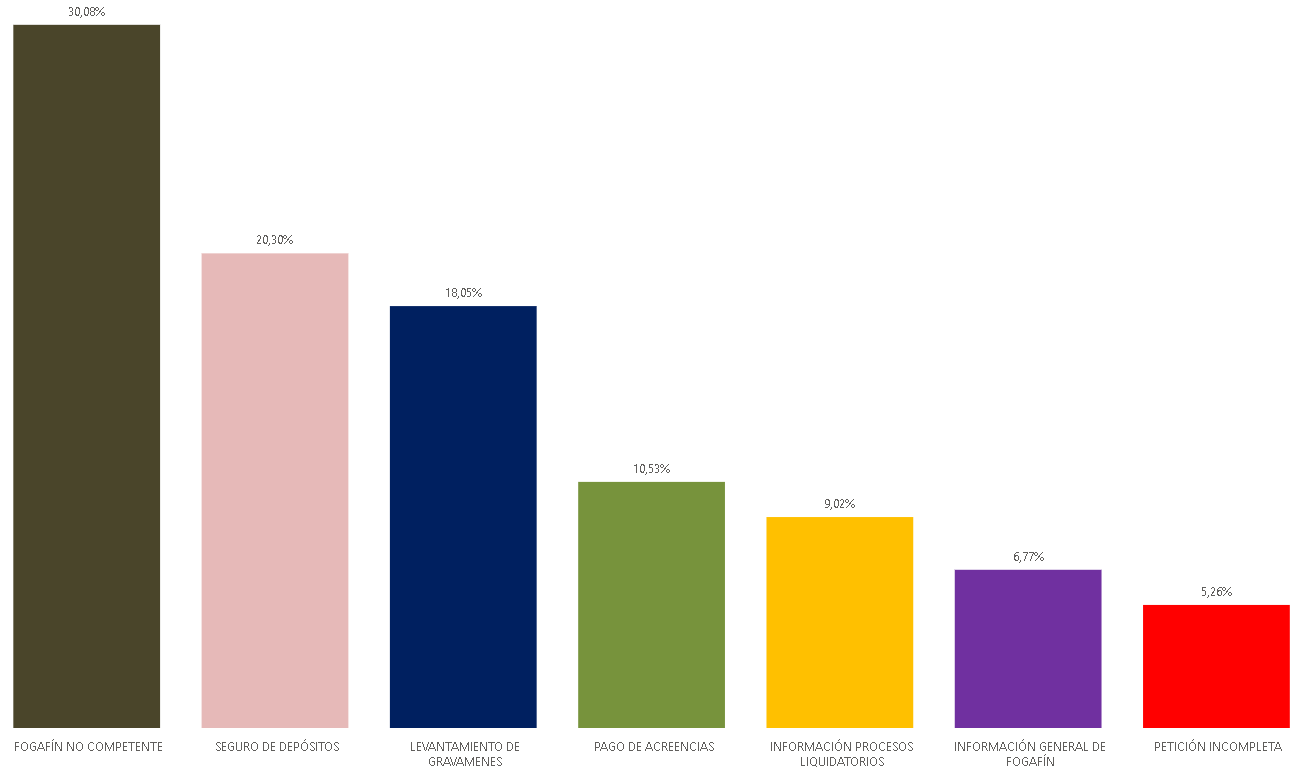 30,08%
20,30%
18,05%
10,53%
9,02%
6,77%
5,26%
FOGAFÍN NO COMPETENTE
SEGURO DE DEPÓSITOS
LEVANTAMIENTO DE
GRAVAMENES
PAGO DE ACREENCIAS
INFORMACIÓN PROCESOS
LIQUIDATORIOS
INFORMACIÓN GENERAL DE
FOGAFÍN
PETICIÓN INCOMPLETA